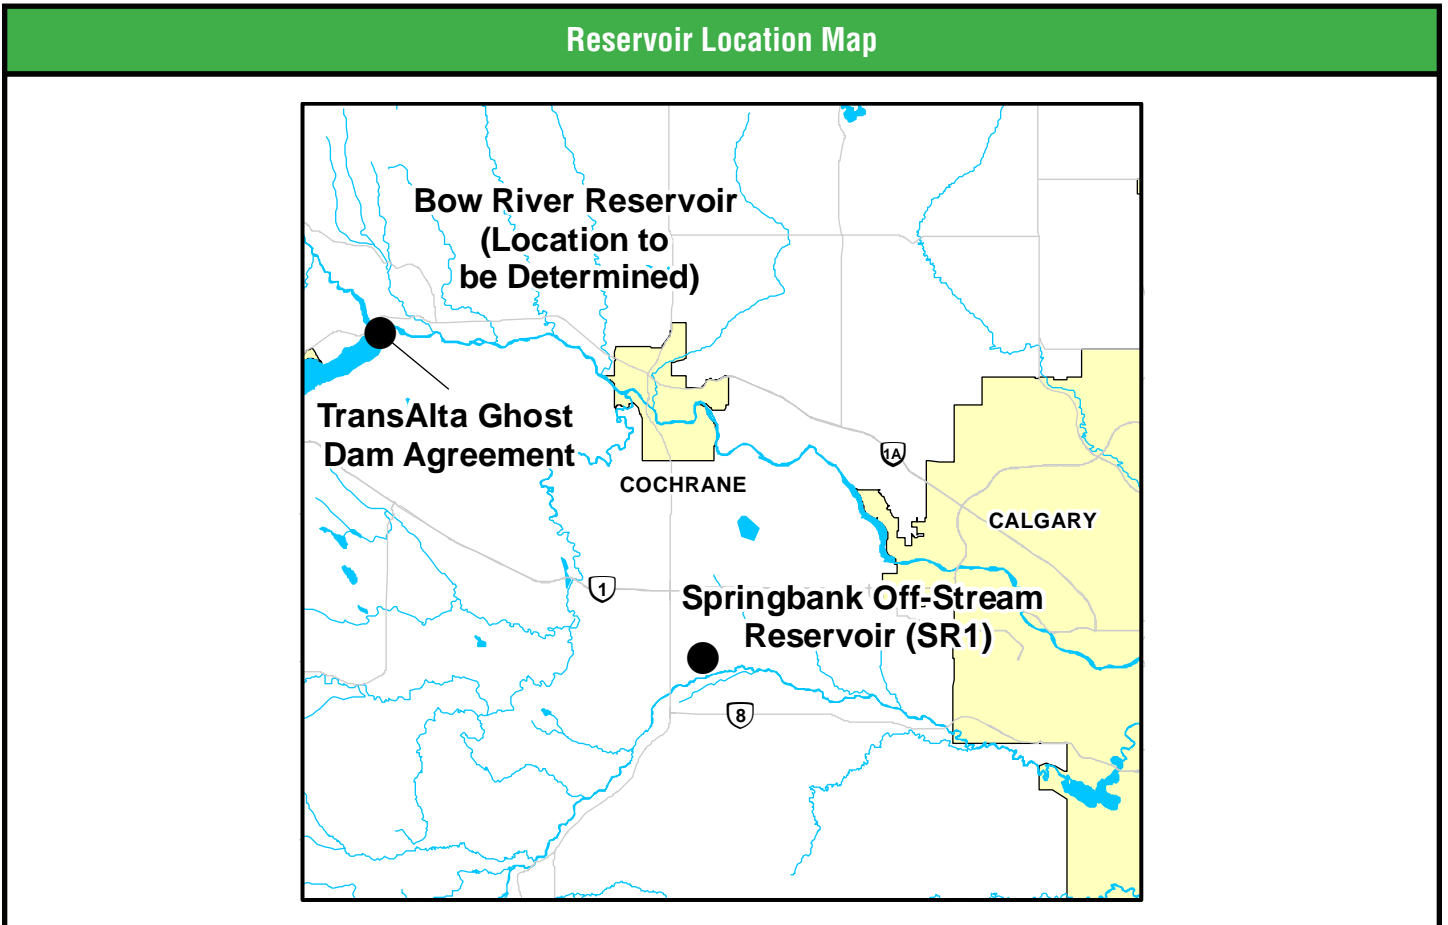 Reservoir Location Map
Bow River Reservoir
(Location to
be Determined)
TransAlta Ghost
Dam Agreement
COCHRANE
1A
CALGARY
1
Springbank Off-Stream
Reservoir (SR1)
8